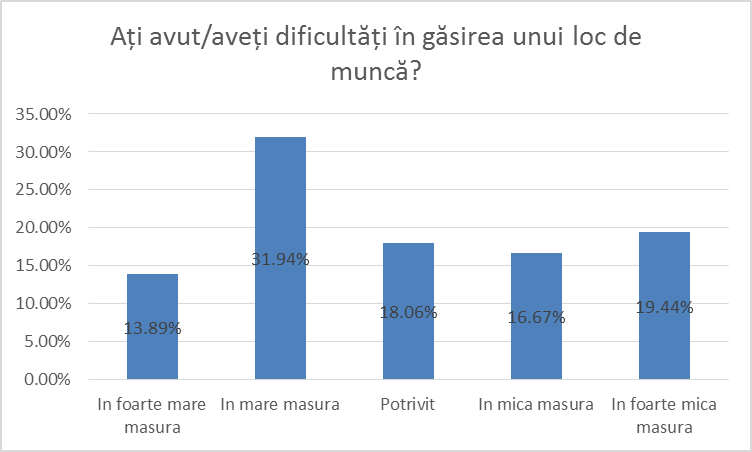 Ați avut/aveți dificultăți în găsirea unui loc de
muncă?
35.00%
30.00%
25.00%
20.00%
15.00%
10.00%
5.00%
0.00%
13.89%
31.94%
18.06%
16.67%
19.44%
In foarte mare
masura
In mare masura
Potrivit
In mica masura
In foarte mica
masura